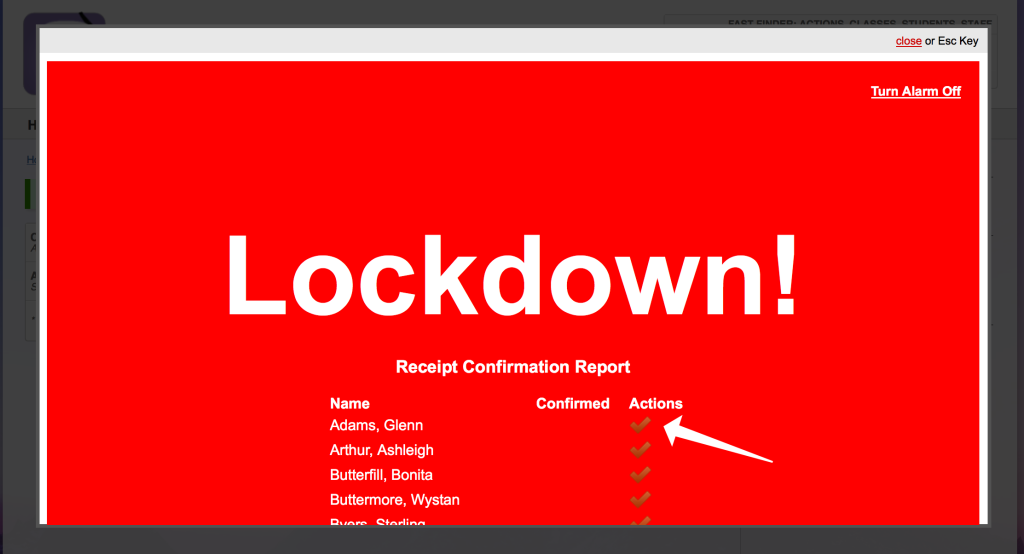 FAST FINDER: ACTIONS, CLASSES, STUDENTS, STAFF
close or Esc Key
Turn Alarm Off
Lockdown!
Receipt Confirmation Report
Name Confirmed Actions
Adams, Glenn
Arthur, Ashleigh
Butterfill, Bonita
Buttermore, Wystan
Byers, Sterling